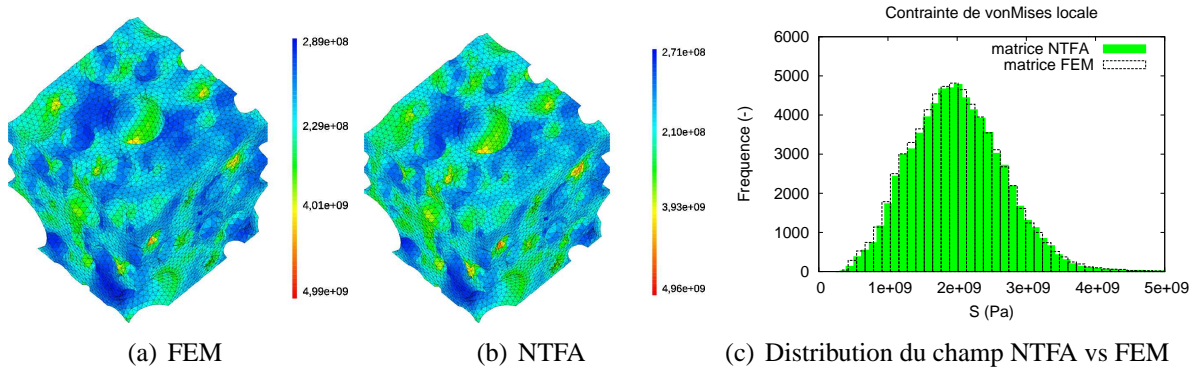 2,89e+08
2,29e+08
4,01e+09
4,99e+09
(a) FEM
2,71e+08
2,10e+08
3,93e+09
4,96e+09
(b) NTFA
Contrainte de vonMises locale
matrice NTFA
matrice FEM
6000
5000
4000
3000
2000
1000
0
Frequence (-)
0 1e+09 2e+09 3e+09 4e+09 5e+09
S (Pa)
(c) Distribution du champ NTFA vs FEM